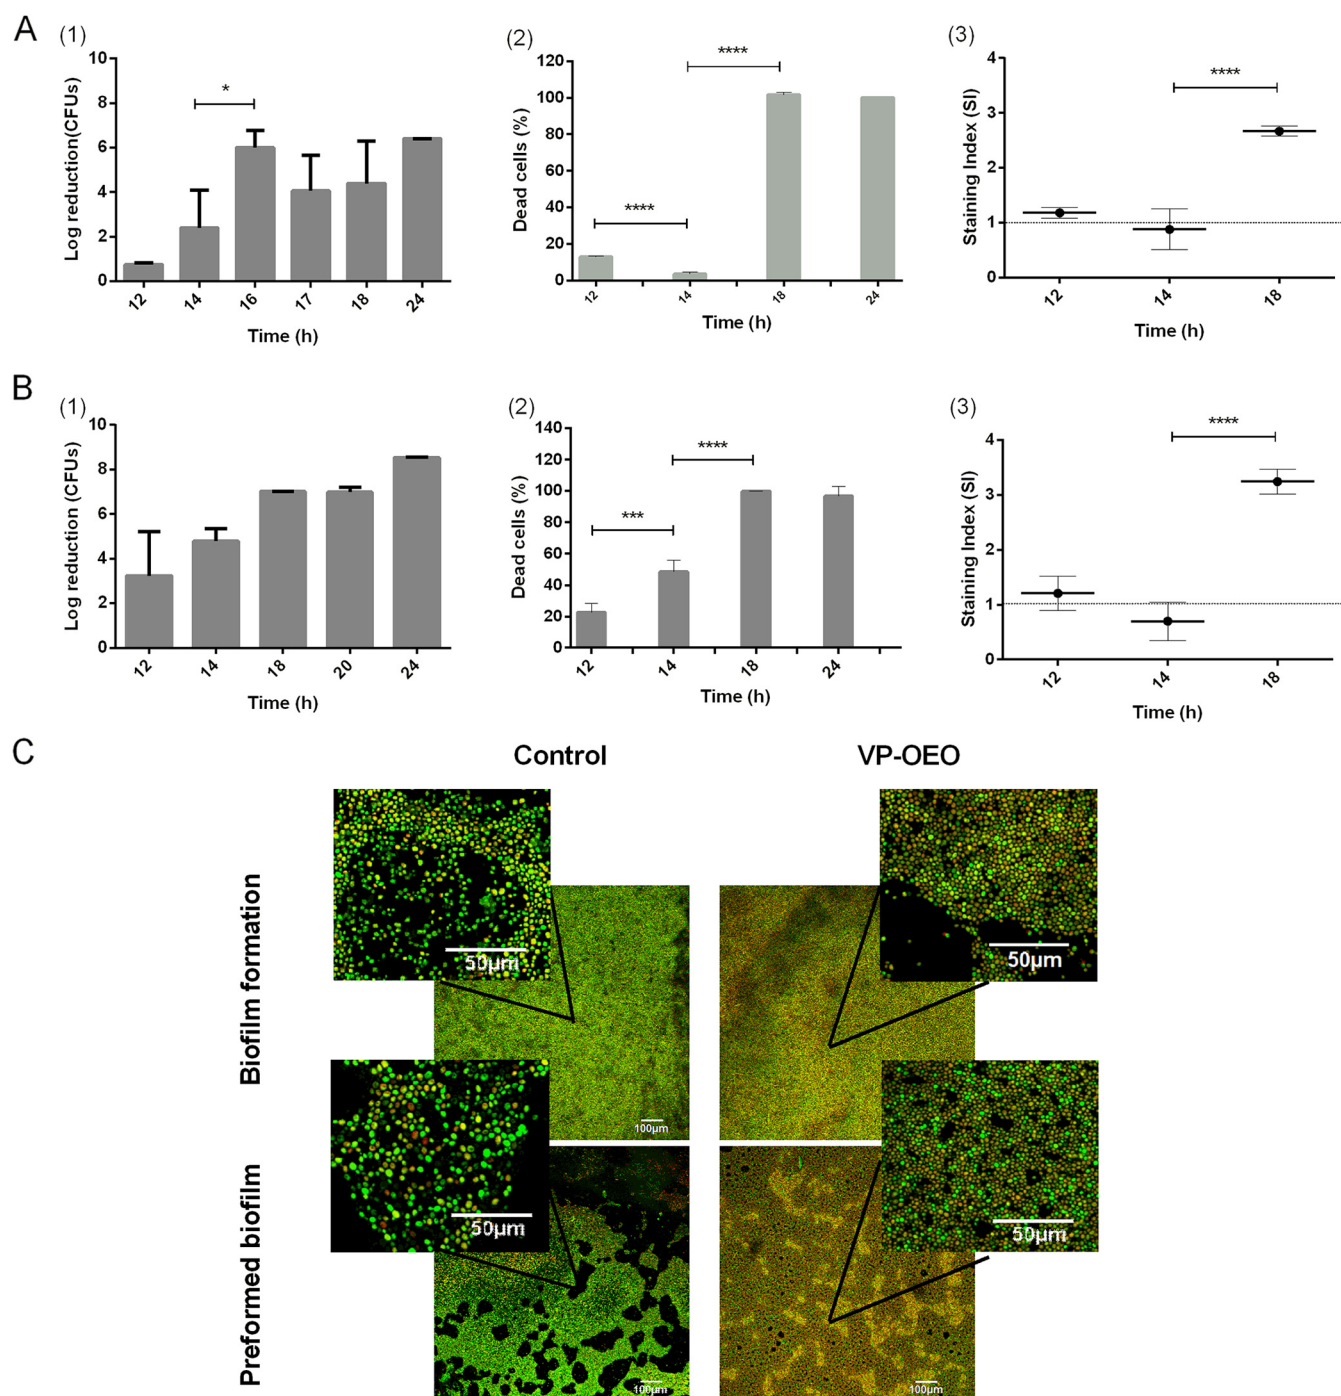 A
(1)
10
8
6
4
2
0
Log reduction(CFUs)
*
12
14
16
17
18
24
Time (h)
(2)
120
100
80
60
40
20
0
Dead cells (%)
****
****
12
14
18
24
Time (h)
(3)
4
3
2
1
0
Staining Index (SI)
****
12
14
18
Time (h)
B
(1)
10
8
6
4
2
0
Log reduction (CFUs)
12
14
18
20
24
Time (h)
(2)
140
120
100
80
60
40
20
0
Dead cells (%)
***
****
12
14
18
24
Time (h)
(3)
4
3
2
1
0
Staining Index (SI)
****
12
14
18
Time (h)
C
Control
VP-OEO
Biofilm formation
50µm
100µm
50µm
Preformed biofilm
50µm
100µm
50µm
100µm